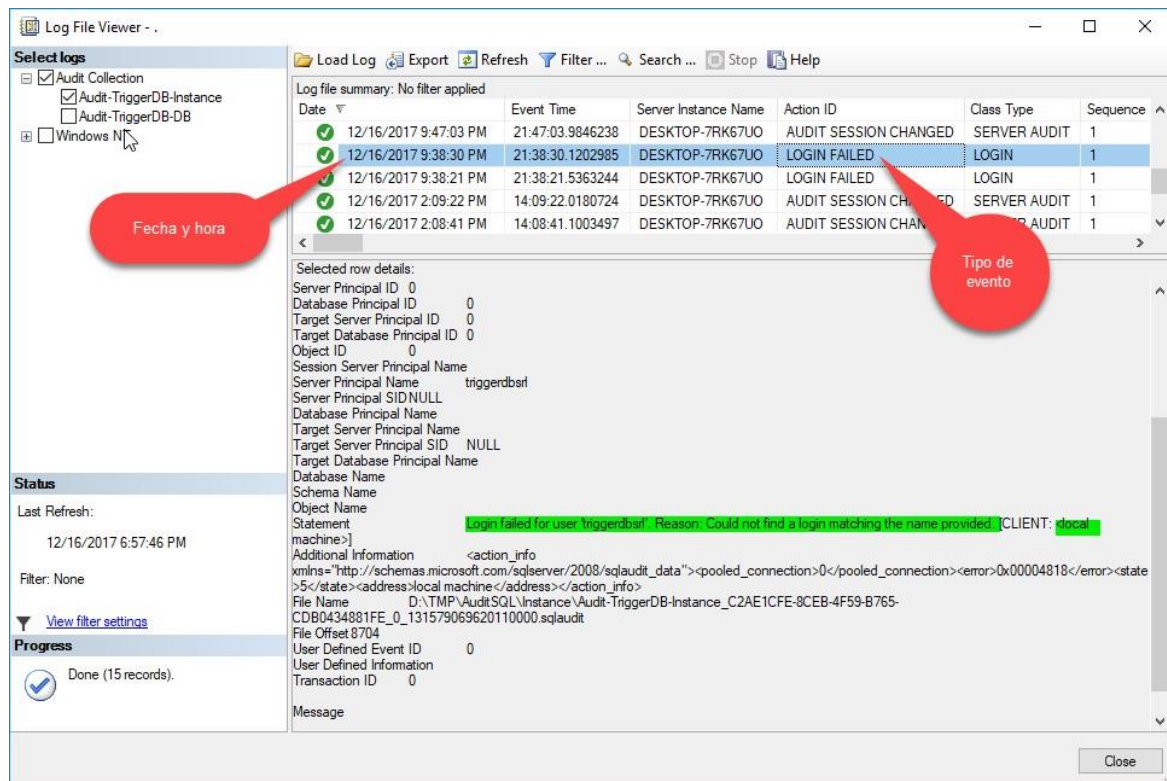 Log File Viewer - .
Select logs
Audit Collection
Audit-TriggerDB-Instance
Audit-TriggerDB-DB
Windows N
Status
Last Refresh:
12/16/2017 6:57:46 PM
Filter: None
View filter settings
Progress
Done (15 records).
Load Log Export Refresh Filter ... Search ... Stop Help
Log file summary: No filter applied
Date Event Time Server Instance Name Action ID Class Type Sequence
12/16/2017 9:47:03 PM 21:47:03.9846238 DESKTOP-7RK67UO AUDIT SESSION CHANGED SERVER AUDIT 1
12/16/2017 9:38:30 PM 21:38:30.1202985 DESKTOP-7RK67UO LOGIN FAILED LOGIN 1
12/16/2017 9:38:21 PM 21:38:21.5363244 DESKTOP-7RK67UO LOGIN FAILED LOGIN 1
12/16/2017 2:09:22 PM 14:09:22.0180724 DESKTOP-7RK67UO AUDIT SESSION CHANGED SERVER AUDIT 1
12/16/2017 2:08:41 PM 14:08:41.1003497 DESKTOP-7RK67UO AUDIT SESSION CHAN AUDIT 1
Fecha y hora
Tipo de
evento
Selected row details:
Server Principal ID 0
Database Principal ID 0
Target Server Principal ID 0
Target Database Principal ID 0
Object ID 0
Session Server Principal Name
Server Principal Name triggerdbsrl
Server Principal SID NULL
Database Principal Name
Target Server Principal Name
Target Server Principal SID NULL
Target Database Principal Name
Database Name
Schema Name
Object Name
Statement Login failed for user 'triggerdbsrl'. Reason: Could not find a login matching the name provided. [CLIENT: <local
machine>]
Additional Information <action_info
xmlns="http://schemas.microsoft.com/sqlserver/2008/sqlaudit_data"><pooled_connection>0</pooled_connection><error>0x00004818</error><state
>5</state><address>local machine</address></action_info>
File Name D:\TMP\AuditSQL\Instance\Audit-TriggerDB-Instance_C2AE1CFE-8CEB-4F59-B765-
CDB0434881FE_0_131579069620110000.sqlaudit
File Offset 8704
User Defined Event ID 0
User Defined Information
Transaction ID 0
Message
Close